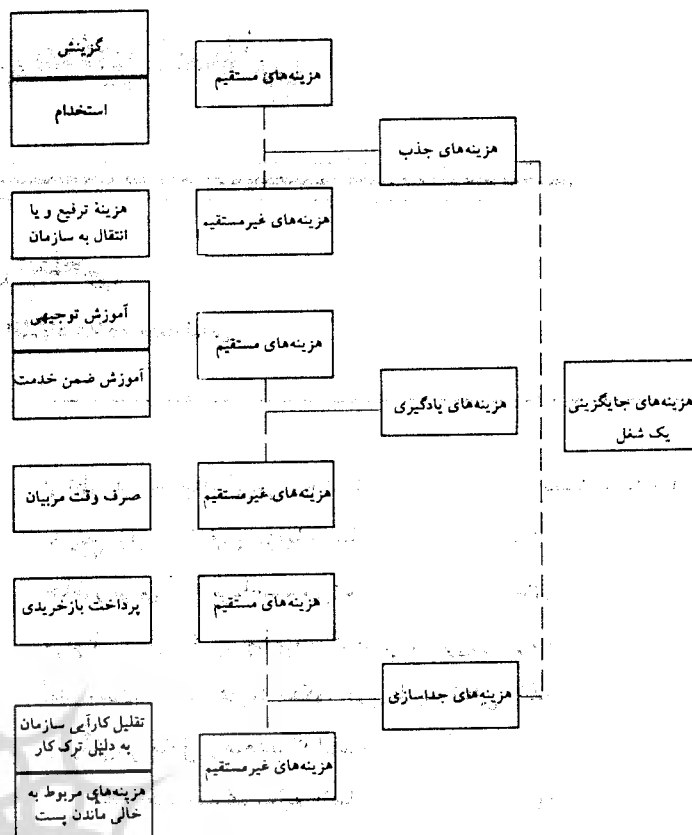 هزینه‌های جایگزینی
یک شغل
هزینه‌های جذب
هزینه‌های مستقیم
گزینش
استخدام
هزینه‌های غیرمستقیم
هزینهٔ ترفیع و یا
انتقال به سازمان
هزینه‌های یادگیری
هزینه‌های مستقیم
آموزش توجیهی
آموزش ضمن خدمت
هزینه‌های غیرمستقیم
صرف وقت مربیان
هزینه‌های جداسازی
هزینه‌های مستقیم
پرداخت بازخریدی
هزینه‌های غیرمستقیم
تقلیل کارآیی سازمان
به دلیل ترک کار
هزینه‌های مربوط به
خالی ماندن پست